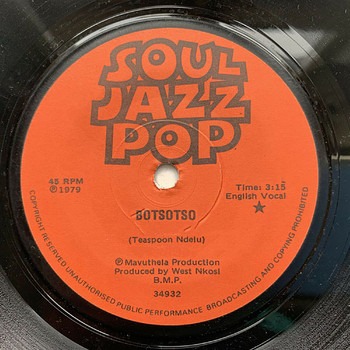 SOUL
JAZZ
POP
45 RPM
℗1979
Time: 3:15
English Vocal
BOTSOTSO
(Teaspoon Ndelu)
℗ Mavuthela Production
Produced by West Nkosi
B.M.P.
34932
COPYRIGHT RESERVED UNAUTHORISED PUBLIC PERFORMANCE BROADCASTING AND COPYING PROHIBITED